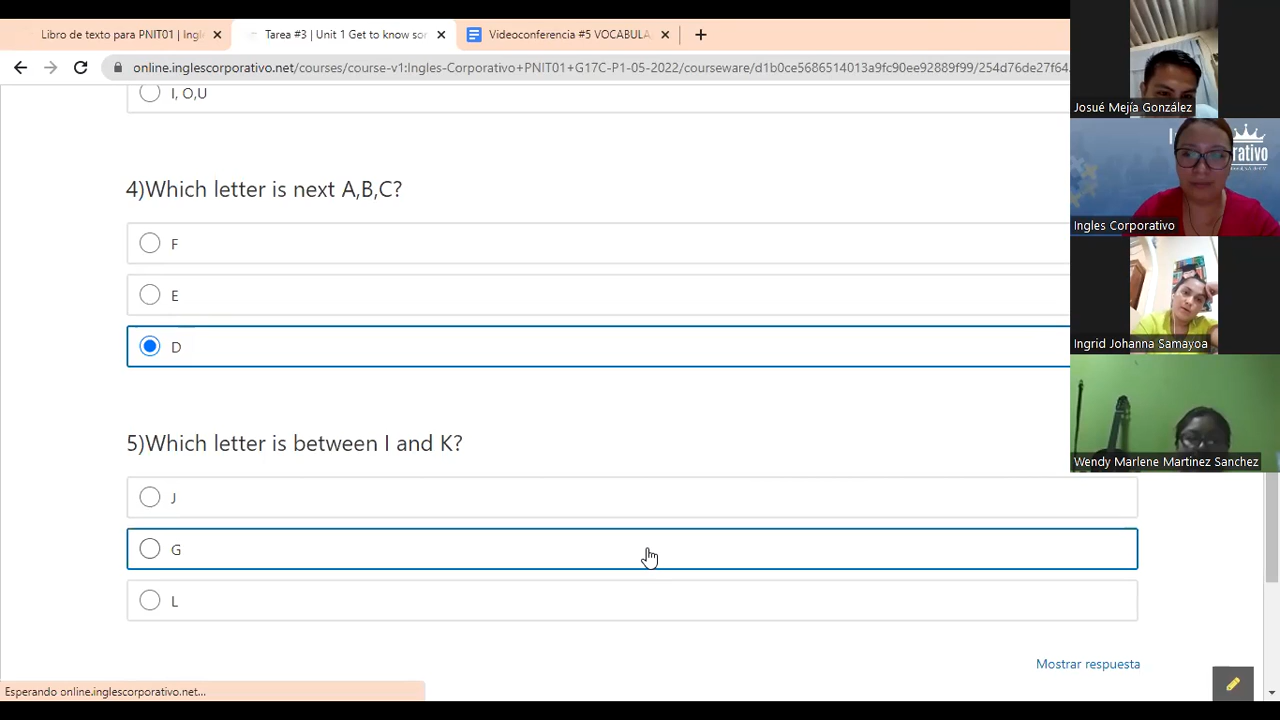 Libro de texto para PNIT01 | Ingl
Tarea #3 | Unit 1 Get to know sor
Videoconferencia #5 VOCABULA
online.inglescorporativo.net/courses/course-v1:Ingles-Corporativo+PNIT01+G17C-P1-05-2022/courseware/d1b0ce5686514013a9fc90ee92889f99/254d76de27f64
I, O,U
4)Which letter is next A,B,C?
F
E
D
5)Which letter is between I and K?
J
G
L
Mostrar respuesta
Esperando online.inglescorporativo.net...
Josué Mejía González
rativo
Ingles Corporativo
Ingrid Johanna Samayoa
Wendy Marlene Martinez Sanchez